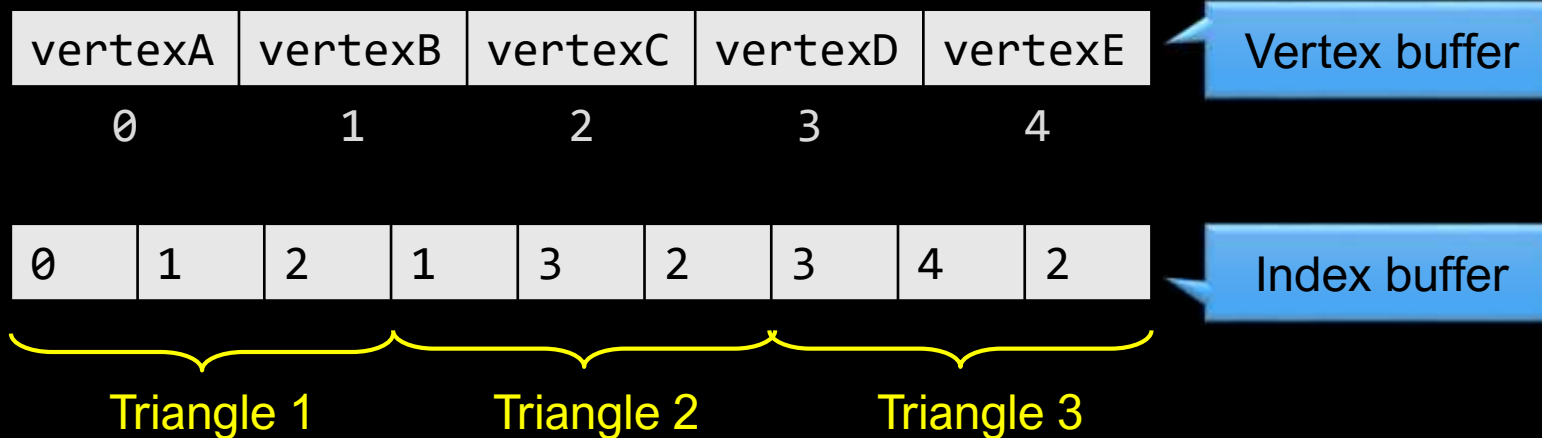 vertexA vertexB vertexC vertexD vertexE Vertex buffer
0 1 2 3 4
0 1 2 1 3 2 3 4 2 Index buffer
Triangle 1 Triangle 2 Triangle 3